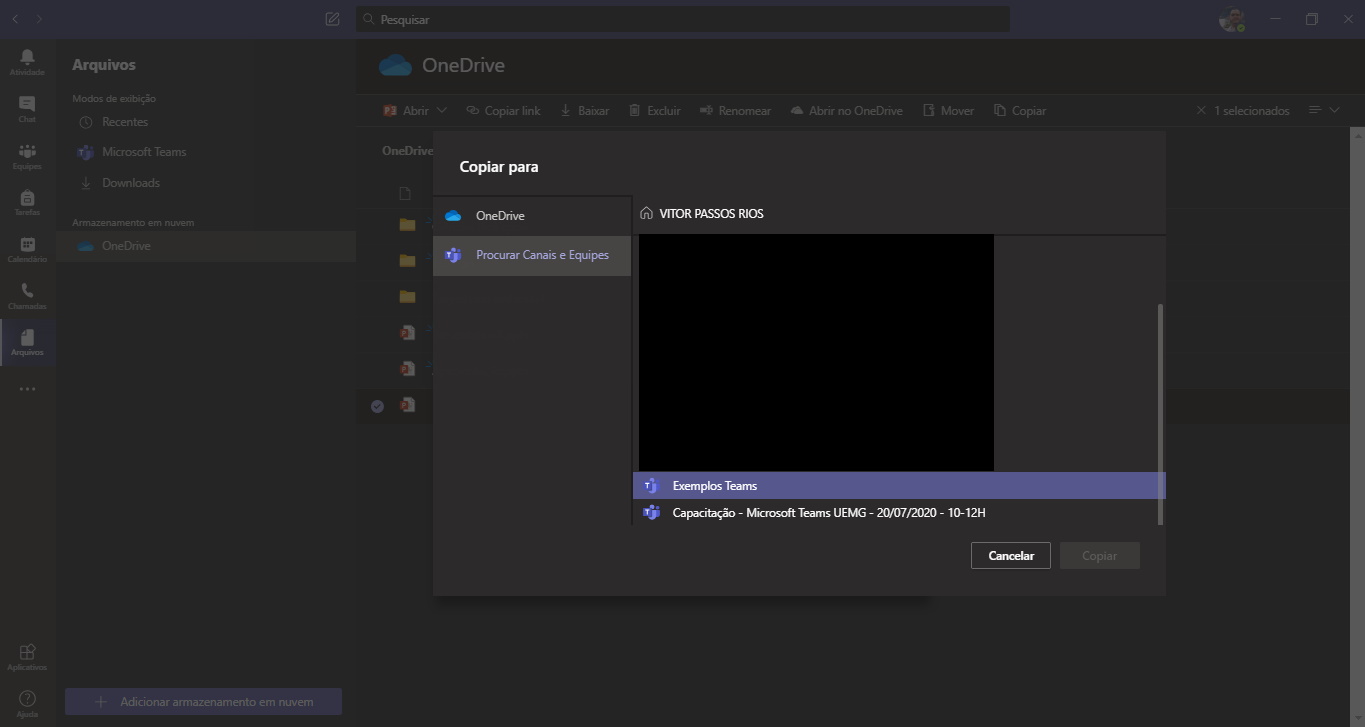 Pesquisar
Atividade
Chat
Equipes
Tarefas
Calendário
Chamadas
Arquivos
Aplicativos
Ajuda
Arquivos
Modos de exibição
Recentes
Microsoft Teams
Downloads
Armazenamento em nuvem
OneDrive
Adicionar armazenamento em nuvem
OneDrive
Abrir Copiar link Baixar Excluir Renomear Abrir no OneDrive Mover Copiar 1 selecionados
OneDrive
Copiar para
OneDrive
Procurar Canais e Equipes
VITOR PASSOS RIOS
Exemplos Teams
Capacitação - Microsoft Teams UEMG - 20/07/2020 - 10-12H
Cancelar Copiar